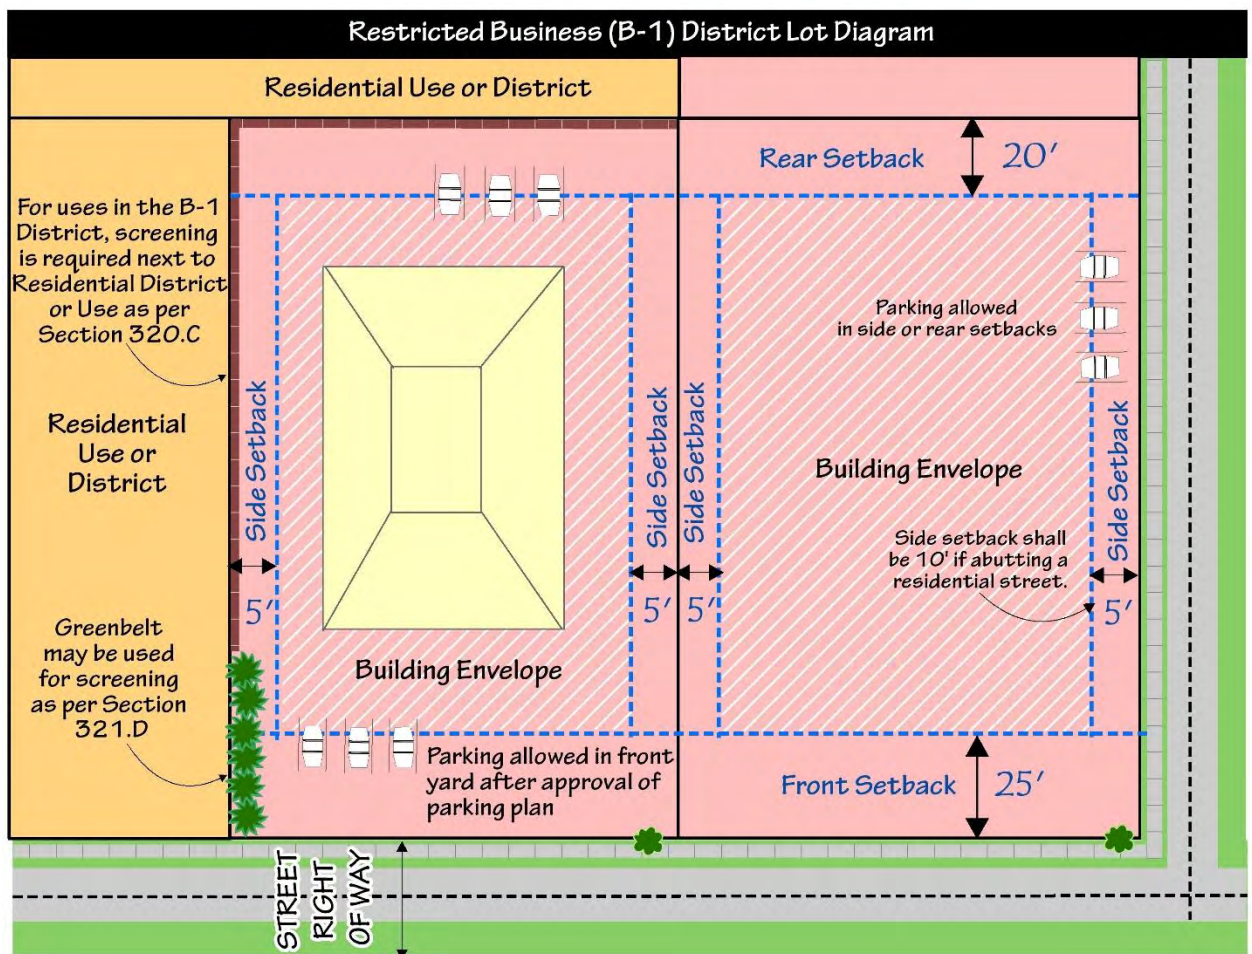 Restricted Business (B-1) District Lot Diagram
Residential Use or District
Rear Setback
20'
For uses in the B-1
District, screening
is required next to
Residential District
or Use as per
Section 320.C
Parking allowed
in side or rear setbacks
Residential
Use or
District
Side Setback
Side Setback
Side Setback
Side Setback
Building Envelope
Side setback shall
be 10' if abutting a
residential street.
5'
5'
5'
5'
Greenbelt
may be used
for screening
as per Section
321.D
Building Envelope
Parking allowed in front
yard after approval of
parking plan
Front Setback
25'
STREET
RIGHT
OF WAY